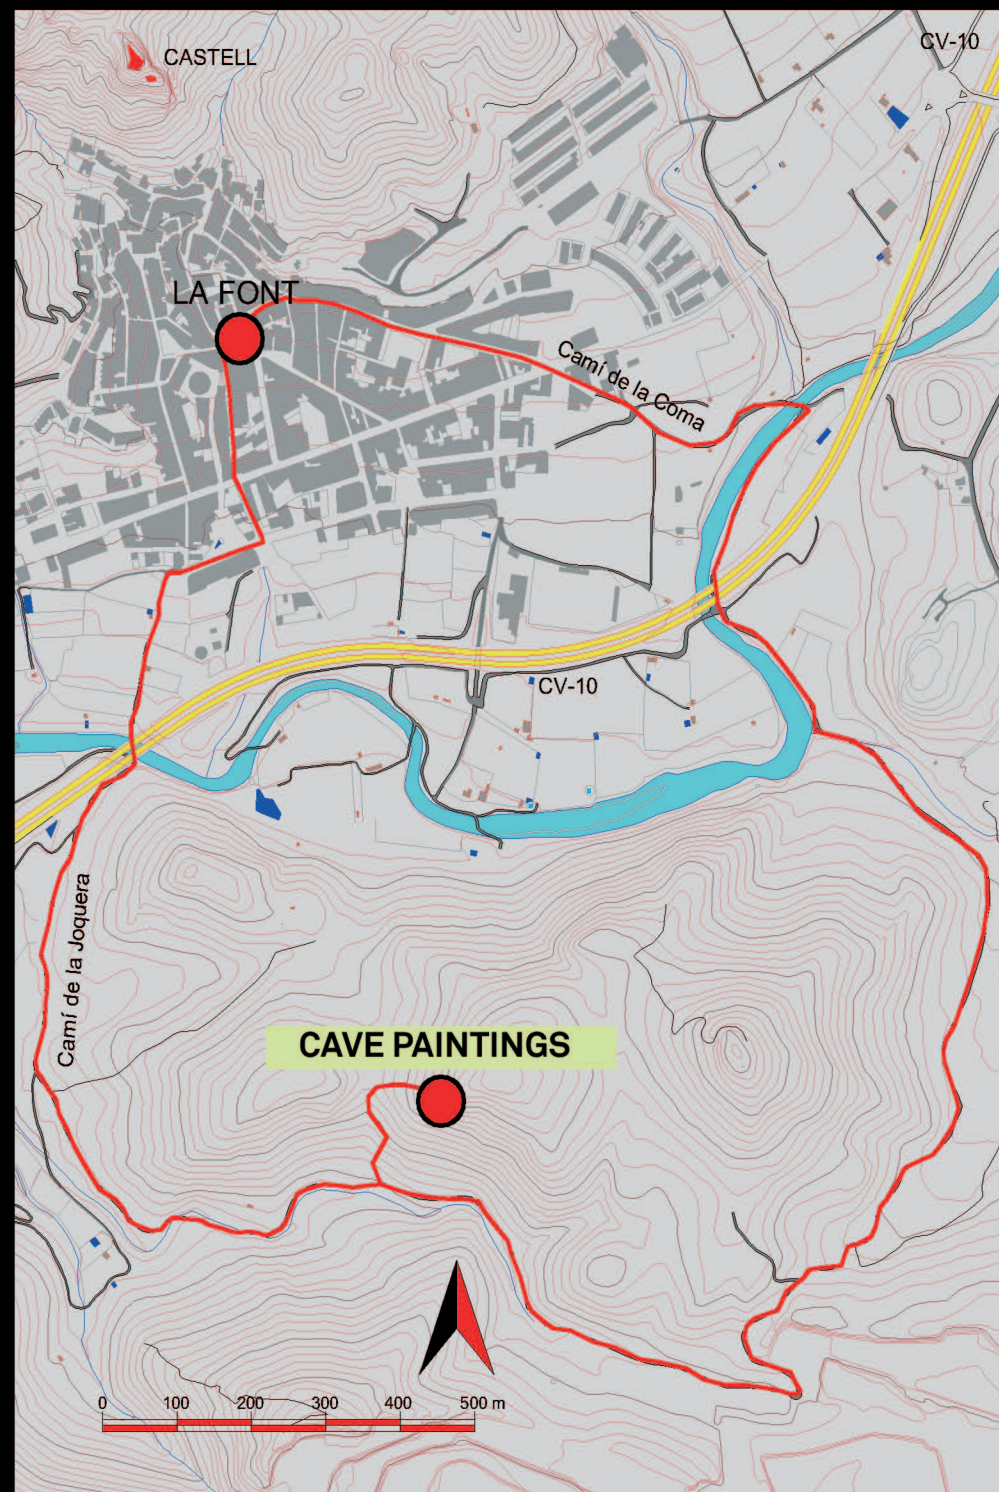 CV-10
CASTELL
LA FONT
Camí de la Coma
CV-10
Camí de la Joquera
CAVE PAINTINGS
0 100 200 300 400 500 m